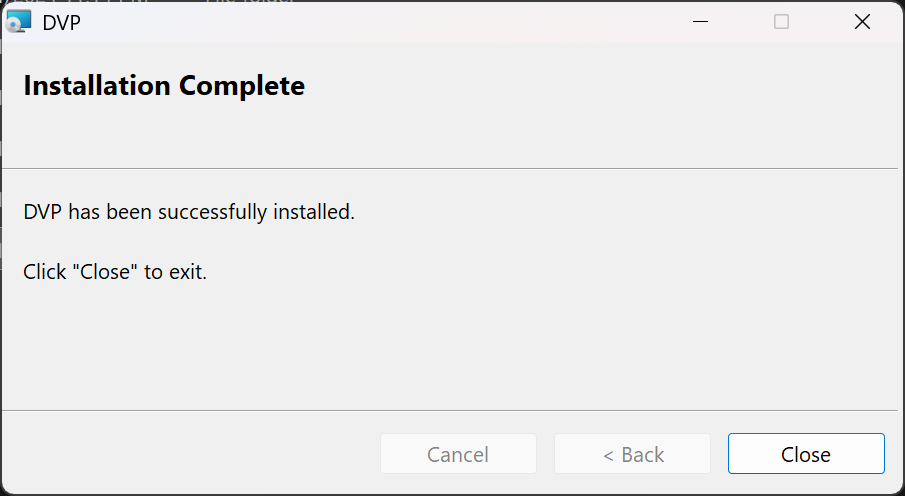 DVP
Installation Complete
DVP has been successfully installed.
Click "Close" to exit.
Cancel
< Back
Close